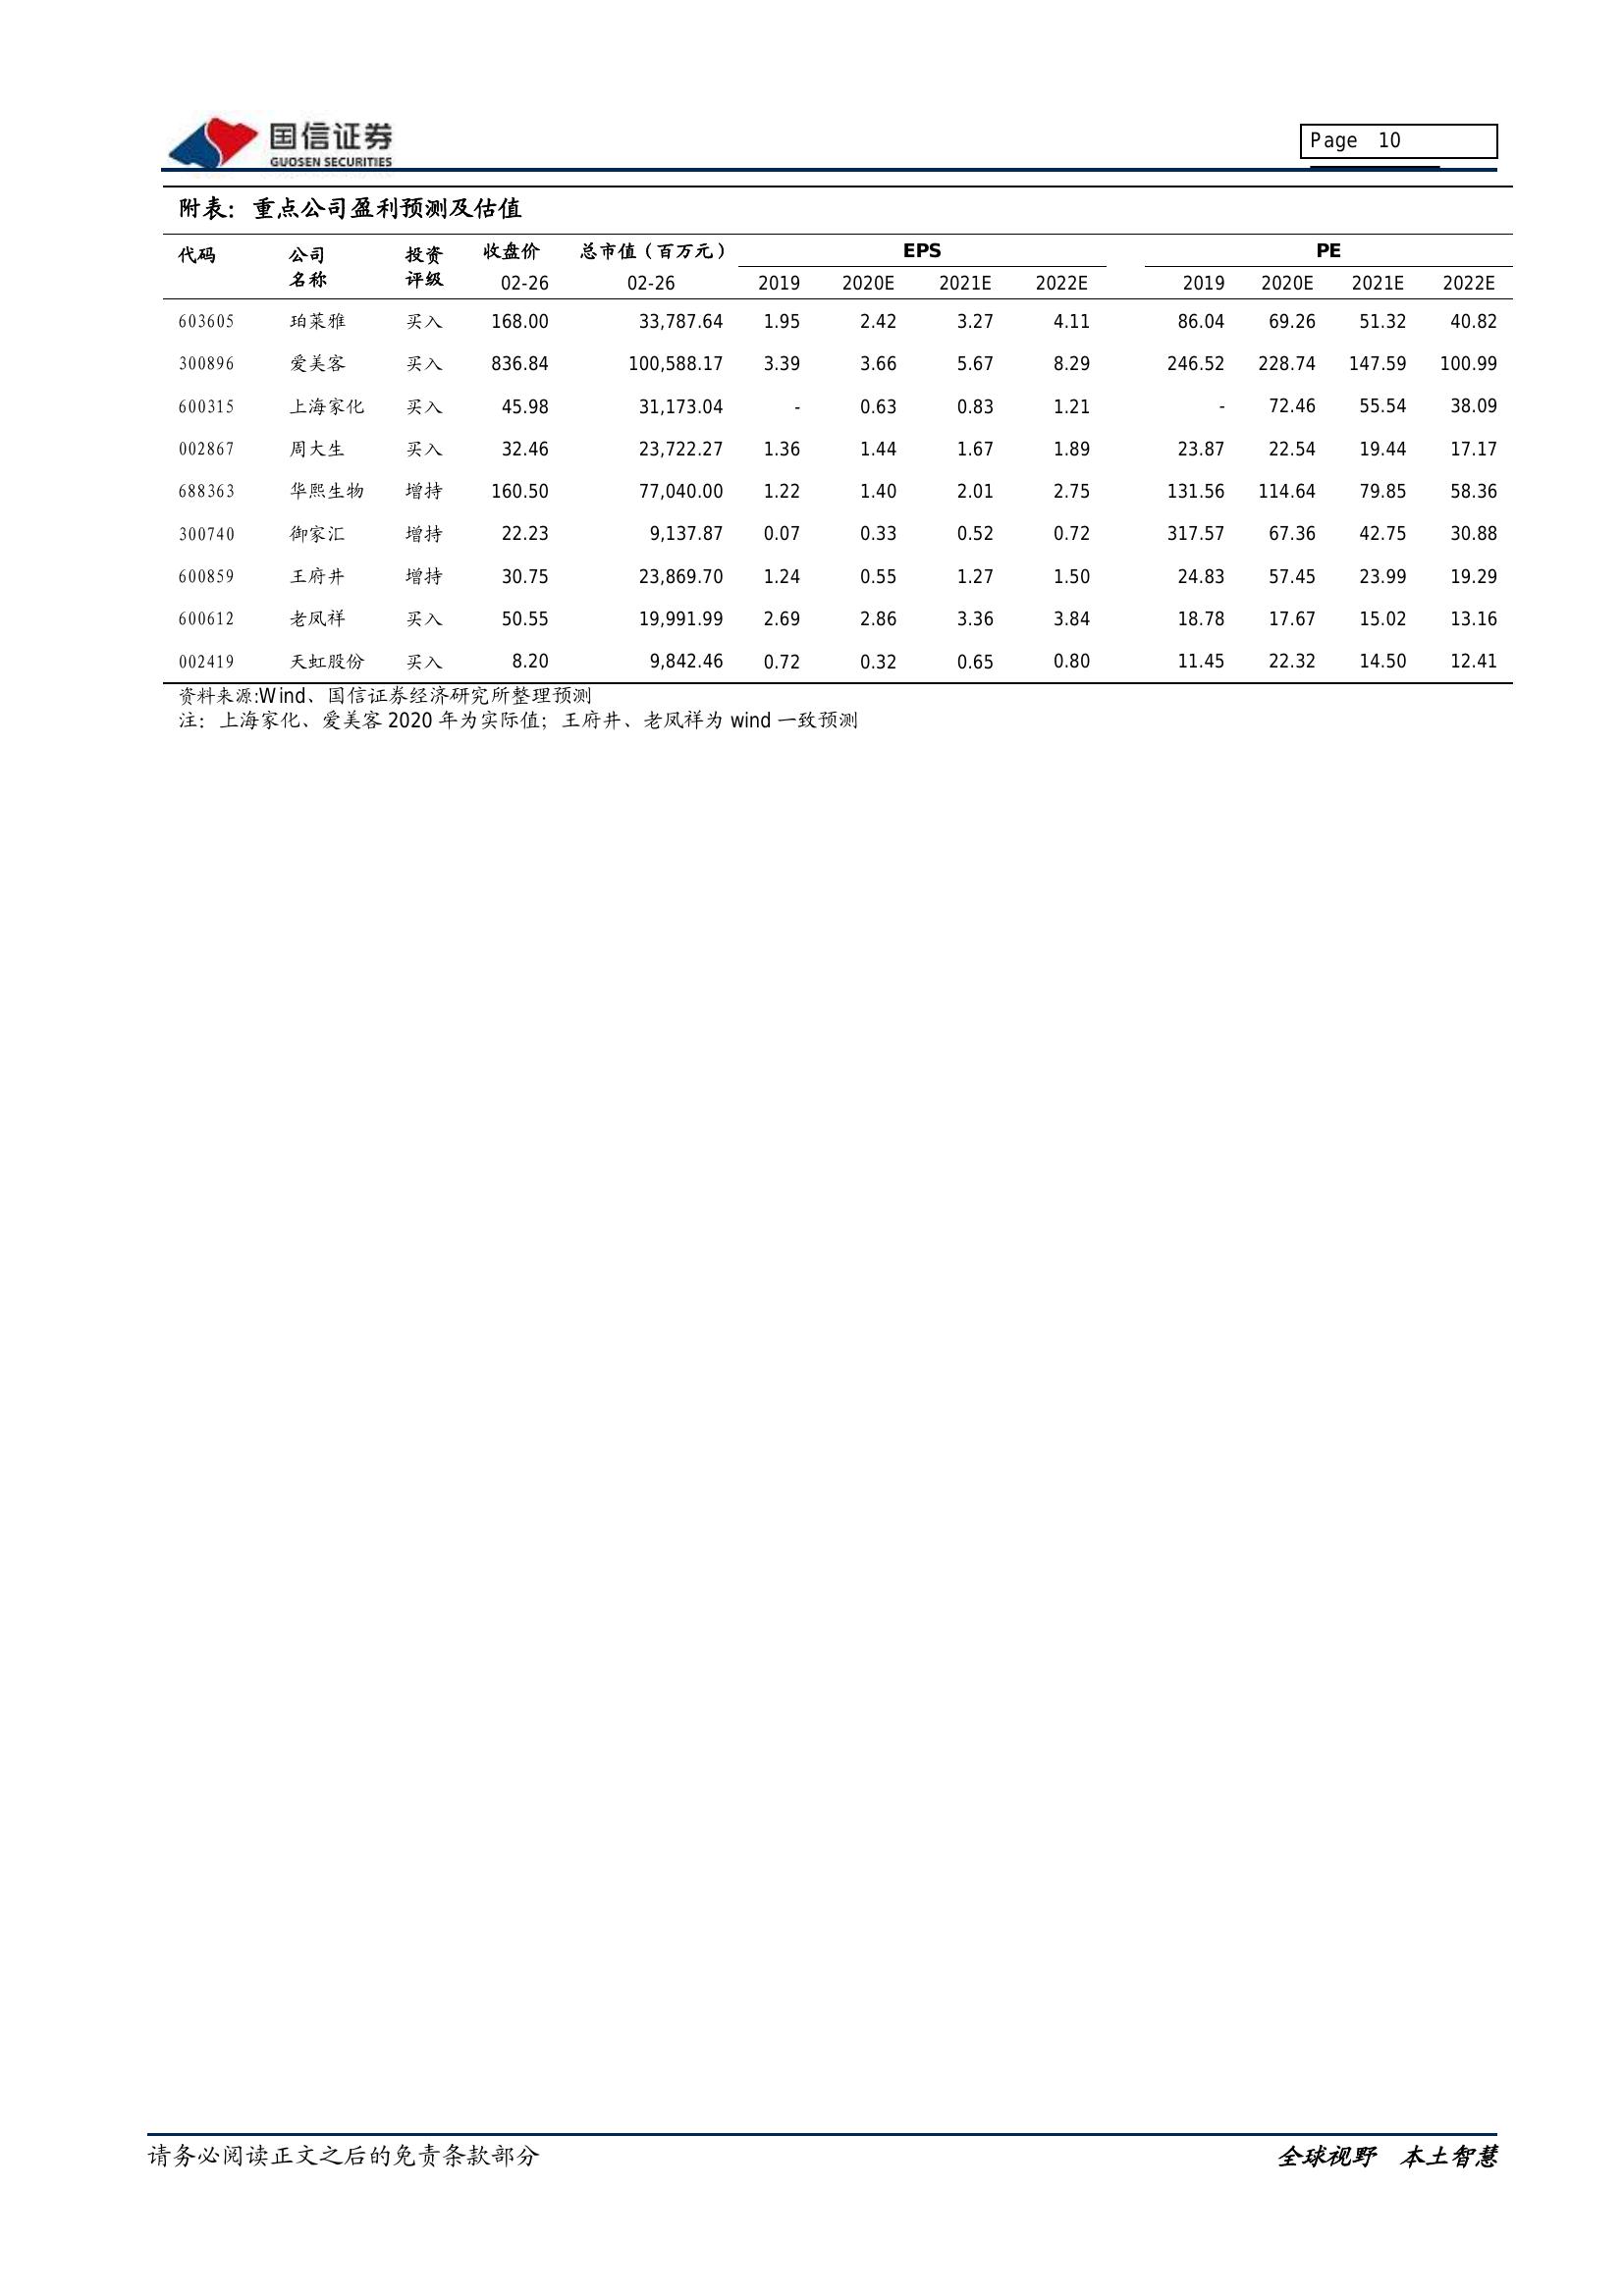 国信证券
GUOSEN SECURITIES
Page 10
附表：重点公司盈利预测及估值
代码 公司名称 投资评级 收盘价 总市值（百万元） EPS PE
02-26 02-26 2019 2020E 2021E 2022E 2019 2020E 2021E 2022E
603605 珀莱雅 买入 168.00 33,787.64 1.95 2.42 3.27 4.11 86.04 69.26 51.32 40.82
300896 爱美客 买入 836.84 100,588.17 3.39 3.66 5.67 8.29 246.52 228.74 147.59 100.99
600315 上海家化 买入 45.98 31,173.04 - 0.63 0.83 1.21 - 72.46 55.54 38.09
002867 周大生 买入 32.46 23,722.27 1.36 1.44 1.67 1.89 23.87 22.54 19.44 17.17
688363 华熙生物 增持 160.50 77,040.00 1.22 1.40 2.01 2.75 131.56 114.64 79.85 58.36
300740 御家汇 增持 22.23 9,137.87 0.07 0.33 0.52 0.72 317.57 67.36 42.75 30.88
600859 王府井 增持 30.75 23,869.70 1.24 0.55 1.27 1.50 24.83 57.45 23.99 19.29
600612 老凤祥 买入 50.55 19,991.99 2.69 2.86 3.36 3.84 18.78 17.67 15.02 13.16
002419 天虹股份 买入 8.20 9,842.46 0.72 0.32 0.65 0.80 11.45 22.32 14.50 12.41
资料来源:Wind、国信证券经济研究所整理预测
注：上海家化、爱美客 2020 年为实际值；王府井、老凤祥为 wind 一致预测
请务必阅读正文之后的免责条款部分 全球视野 本土智慧